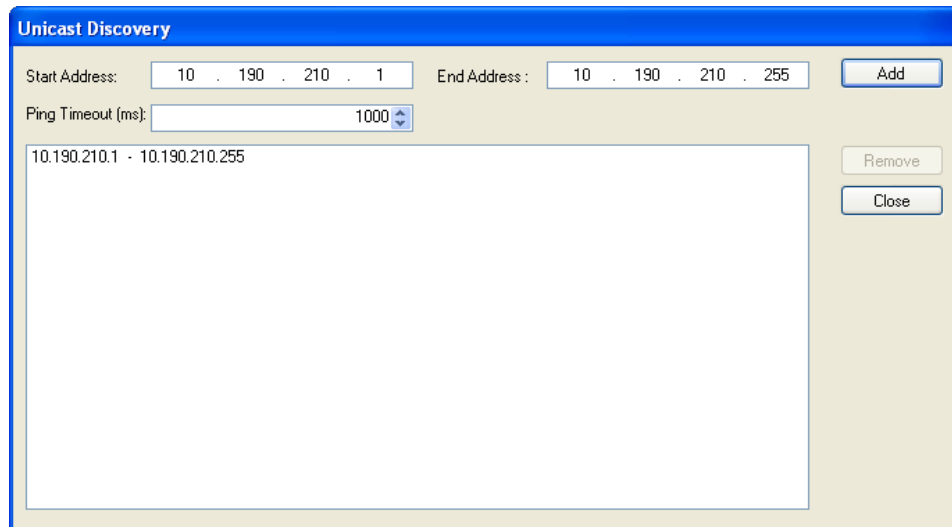 Unicast Discovery
Start Address: 10 . 190 . 210 . 1 End Address : 10 . 190 . 210 . 255 Add
Ping Timeout (ms): 1000
10.190.210.1 - 10.190.210.255
Remove
Close